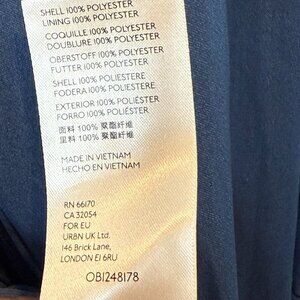 SHELL 100% POLYESTER
LINING 100% POLYESTER
COQUILLE 100% POLYESTER
DOUBLURE 100% POLYESTER
OBERSTOFF 100% POLYESTER
FUTTER 100% POLYESTER
SHELL 100% POLIESTERE
FODERA 100% POLIESTERE
EXTERIOR 100% POLIÉSTER
FORRO 100% POLIÉSTER
面料 100% 聚酯纤维
里料 100% 聚酯纤维
MADE IN VIETNAM
HECHO EN VIETNAM
RN 66170
CA 32054
FOR EU
URBN UK Ltd.
146 Brick Lane,
LONDON E1 6RU
OB1248178